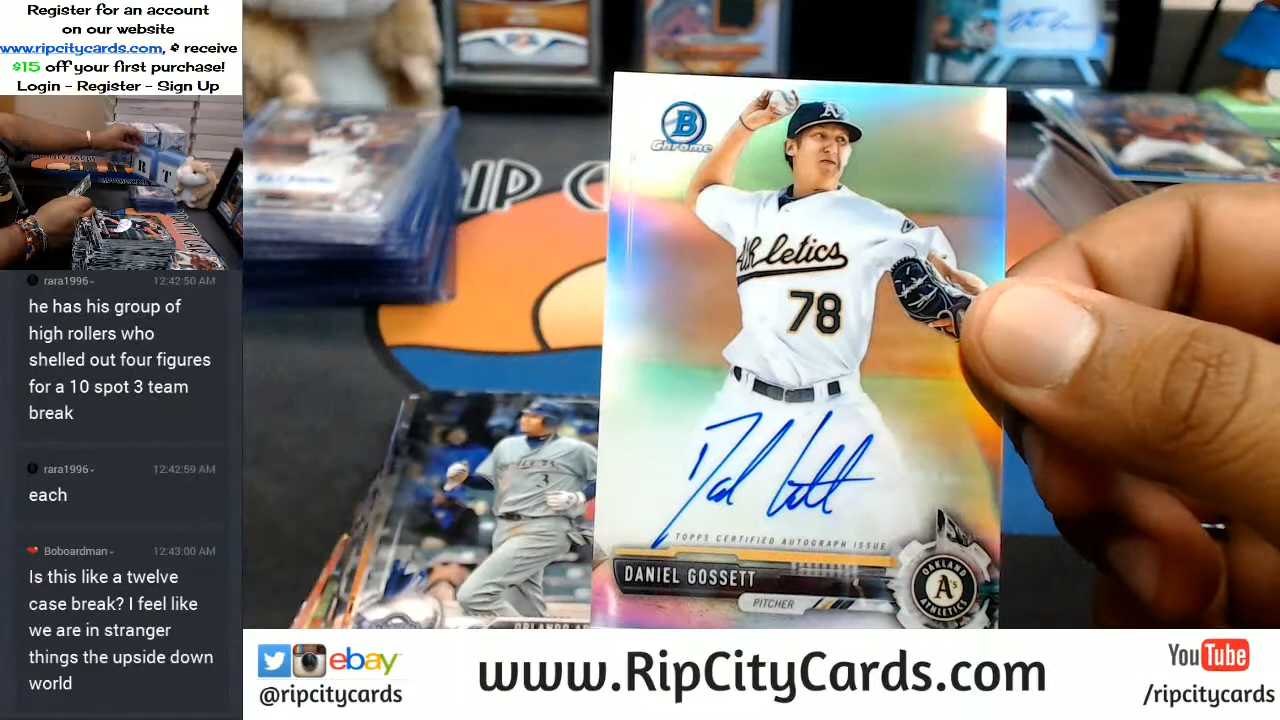 Register for an account
on our website
www.ripcitycards.com, & receive
$15 off your first purchase!
Login - Register - Sign Up
rara1996
12:42:50 AM
he has his group of
high rollers who
shelled out four figures
for a 10 spot 3 team
break
rara1996
12:42:59 AM
each
Boboardman
12:43:00 AM
Is this like a twelve
case break? I feel like
we are in stranger
things the upside down
world
RIP C
B
Chrome
A's
Athletics
78
TOPPS CERTIFIED AUTOGRAPH ISSUE
DANIEL GOSSETT
PITCHER
OAKLAND
A's
ATHLETICS
3
ebay
@ripcitycards
www.RipCityCards.com
YouTube
/ripcitycards